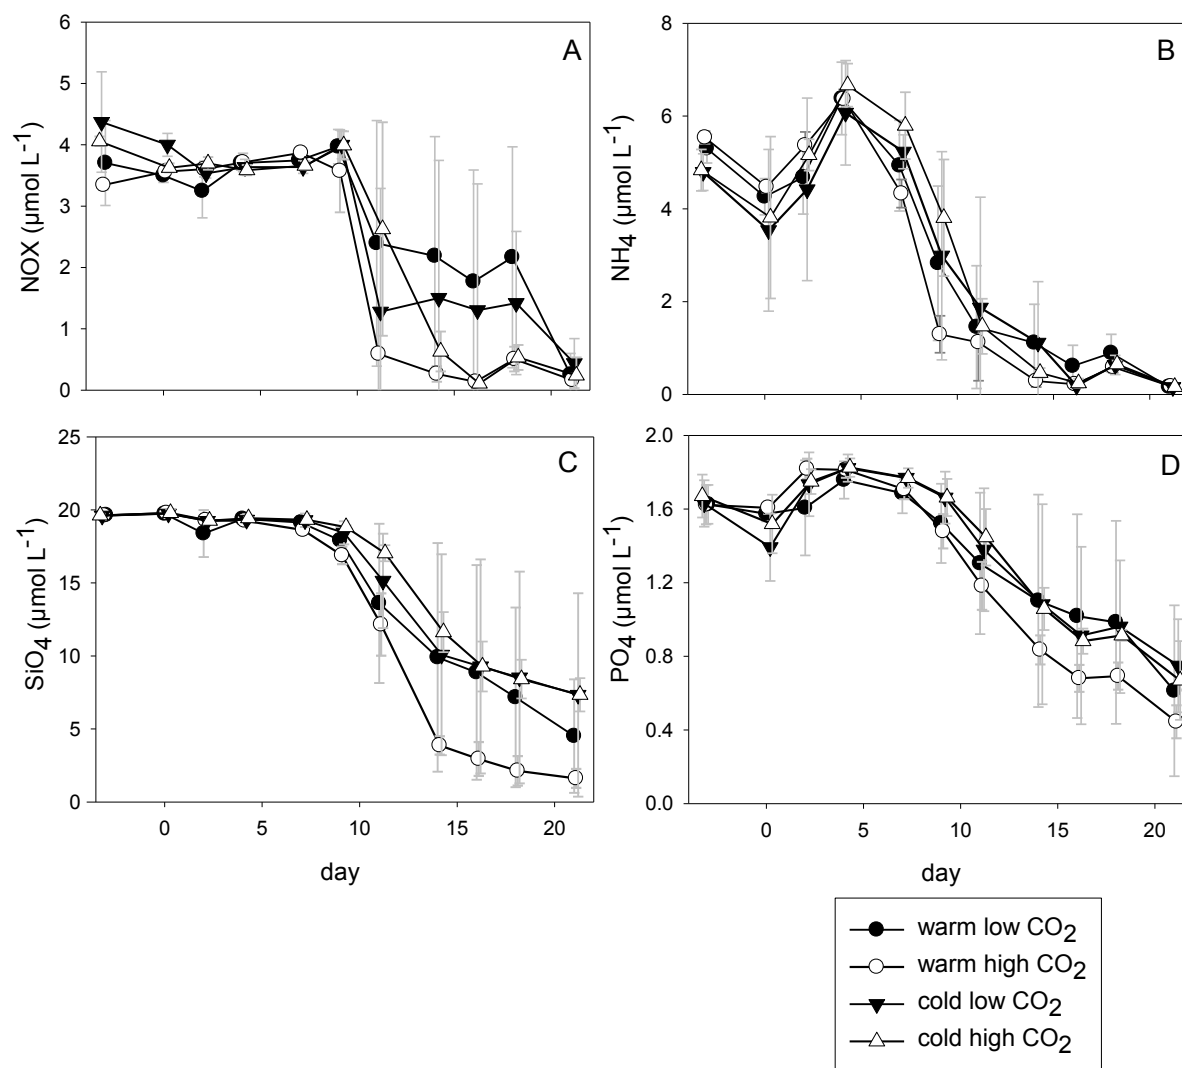 A
NOX (µmol L⁻¹)
6
5
4
3
2
1
0
B
NH₄ (µmol L⁻¹)
8
6
4
2
0
C
SiO₄ (µmol L⁻¹)
25
20
15
10
5
0
0 5 10 15 20
day
D
PO₄ (µmol L⁻¹)
2.0
1.6
1.2
0.8
0.4
0.0
0 5 10 15 20
day
warm low CO₂
warm high CO₂
cold low CO₂
cold high CO₂